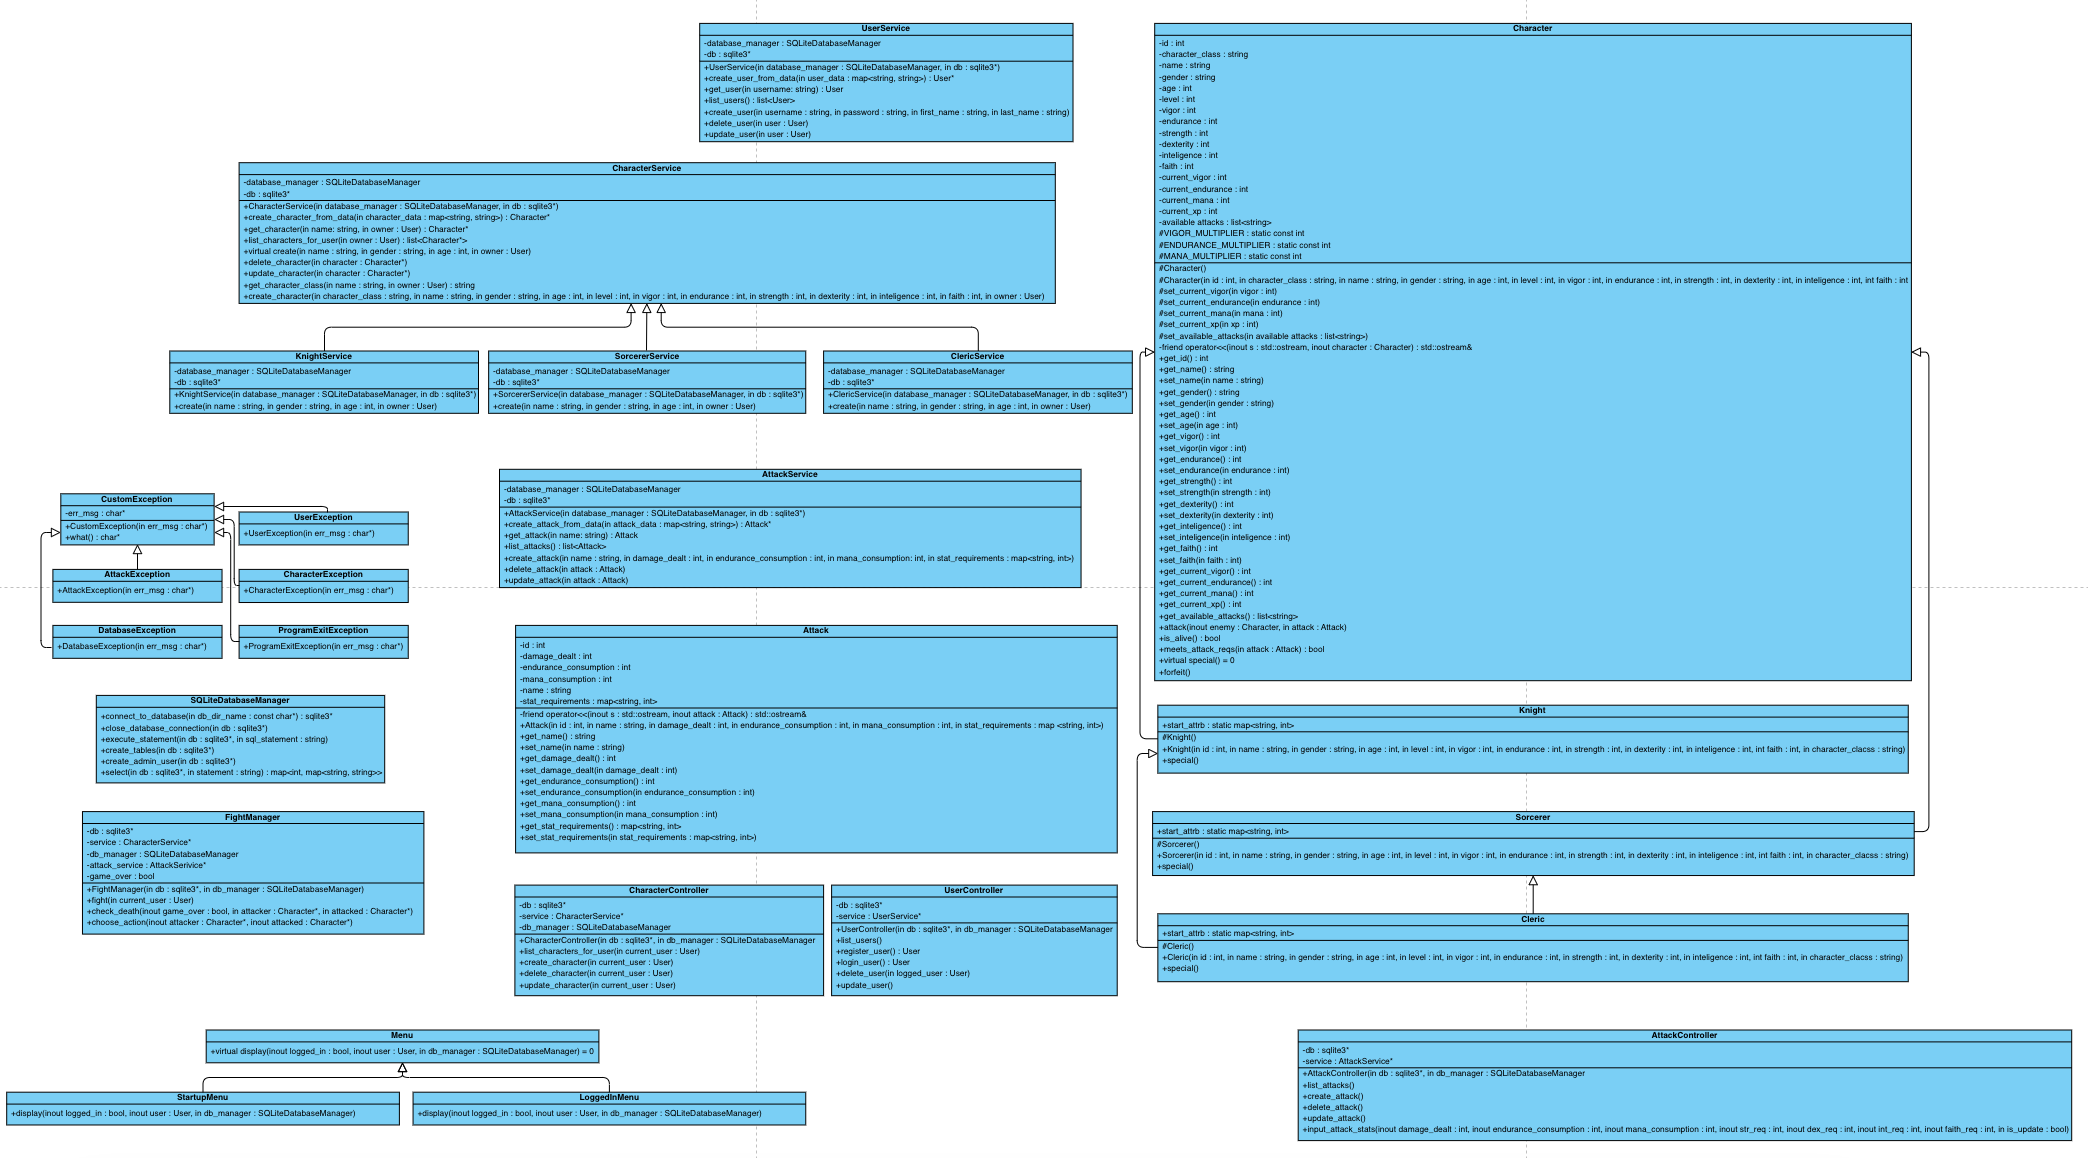 UserService
-database_manager : SQLiteDatabaseManager
-db : sqlite3*
+UserService(in database_manager : SQLiteDatabaseManager, in db : sqlite3*)
+create_user_from_data(in user_data : map<string, string>) : User*
+get_user(in username: string) : User
+list_users() : list<User>
+create_user(in username : string, in password : string, in first_name : string, in last_name : string)
+delete_user(in user : User)
+update_user(in user : User)
CharacterService
-database_manager : SQLiteDatabaseManager
-db : sqlite3*
+CharacterService(in database_manager : SQLiteDatabaseManager, in db : sqlite3*)
+create_character_from_data(in character_data : map<string, string>) : Character*
+get_character(in name: string, in owner : User) : Character*
+list_characters_for_user(in owner : User) : list<Character*>
+virtual create(in name : string, in gender : string, in age : int, in owner : User)
+delete_character(in character : Character*)
+update_character(in character : Character*)
+get_character_class(in name : string, in owner : User) : string
+create_character(in character_class : string, in name : string, in gender : string, in age : int, in level : int, in vigor : int, in endurance : int, in strength : int, in dexterity : int, in inteligence : int, in faith : int, in owner : User)
KnightService
-database_manager : SQLiteDatabaseManager
-db : sqlite3*
+KnightService(in database_manager : SQLiteDatabaseManager, in db : sqlite3*)
+create(in name : string, in gender : string, in age : int, in owner : User)
SorcererService
-database_manager : SQLiteDatabaseManager
-db : sqlite3*
+SorcererService(in database_manager : SQLiteDatabaseManager, in db : sqlite3*)
+create(in name : string, in gender : string, in age : int, in owner : User)
ClericService
-database_manager : SQLiteDatabaseManager
-db : sqlite3*
+ClericService(in database_manager : SQLiteDatabaseManager, in db : sqlite3*)
+create(in name : string, in gender : string, in age : int, in owner : User)
AttackService
-database_manager : SQLiteDatabaseManager
-db : sqlite3*
+AttackService(in database_manager : SQLiteDatabaseManager, in db : sqlite3*)
+create_attack_from_data(in attack_data : map<string, string>) : Attack*
+get_attack(in name: string) : Attack
+list_attacks() : list<Attack>
+create_attack(in name : string, in damage_dealt : int, in endurance_consumption : int, in mana_consumption: int, in stat_requirements : map<string, int>)
+delete_attack(in attack : Attack)
+update_attack(in attack : Attack)
CustomException
-err_msg : char*
+CustomException(in err_msg : char*)
+what() : char*
UserException
+UserException(in err_msg : char*)
AttackException
+AttackException(in err_msg : char*)
CharacterException
+CharacterException(in err_msg : char*)
DatabaseException
+DatabaseException(in err_msg : char*)
ProgramExitException
+ProgramExitException(in err_msg : char*)
SQLiteDatabaseManager
+connect_to_database(in db_dir_name : const char*) : sqlite3*
+close_database_connection(in db : sqlite3*)
+execute_statement(in db : sqlite3*, in sql_statement : string)
+create_tables(in db : sqlite3*)
+create_admin_user(in db : sqlite3*)
+select(in db : sqlite3*, in statement : string) : map<int, map<string, string>>
FightManager
-db : sqlite3*
-service : CharacterService*
-db_manager : SQLiteDatabaseManager
-attack_service : AttackSerivice*
-game_over : bool
+FightManager(in db : sqlite3*, in db_manager : SQLiteDatabaseManager)
+fight(in current_user : User)
+check_death(inout game_over : bool, in attacker : Character*, in attacked : Character*)
+choose_action(inout attacker : Character*, inout attacked : Character*)
Attack
-id : int
-damage_dealt : int
-endurance_consumption : int
-mana_consumption : int
-name : string
-stat_requirements : map<string, int>
-friend operator<<(inout s : std::ostream, inout attack : Attack) : std::ostream&
+Attack(in id : int, in name : string, in damage_dealt : int, in endurance_consumption : int, in mana_consumption : int, in stat_requirements : map <string, int>)
+get_name() : string
+set_name(in name : string)
+get_damage_dealt() : int
+set_damage_dealt(in damage_dealt : int)
+get_endurance_consumption() : int
+set_endurance_consumption(in endurance_consumption : int)
+get_mana_consumption() : int
+set_mana_consumption(in mana_consumption : int)
+get_stat_requirements() : map<string, int>
+set_stat_requirements(in stat_requirements : map<string, int>)
CharacterController
-db : sqlite3*
-service : CharacterService*
-db_manager : SQLiteDatabaseManager
+CharacterController(in db : sqlite3*, in db_manager : SQLiteDatabaseManager
+list_characters_for_user(in current_user : User)
+create_character(in current_user : User)
+delete_character(in current_user : User)
+update_character(in current_user : User)
UserController
-db : sqlite3*
-service : UserService*
+UserController(in db : sqlite3*, in db_manager : SQLiteDatabaseManager
+list_users()
+register_user() : User
+login_user() : User
+delete_user(in logged_user : User)
+update_user()
Menu
+virtual display(inout logged_in : bool, inout user : User, in db_manager : SQLiteDatabaseManager) = 0
StartupMenu
+display(inout logged_in : bool, inout user : User, in db_manager : SQLiteDatabaseManager)
LoggedInMenu
+display(inout logged_in : bool, inout user : User, in db_manager : SQLiteDatabaseManager)
Character
-id : int
-character_class : string
-name : string
-gender : string
-age : int
-level : int
-vigor : int
-endurance : int
-strength : int
-dexterity : int
-inteligence : int
-faith : int
-current_vigor : int
-current_endurance : int
-current_mana : int
-current_xp : int
-available attacks : list<string>
#VIGOR_MULTIPLIER : static const int
#ENDURANCE_MULTIPLIER : static const int
#MANA_MULTIPLIER : static const int
#Character()
#Character(in id : int, in character_class : string, in name : string, in gender : string, in age : int, in level : int, in vigor : int, in endurance : int, in strength : int, in dexterity : int, in inteligence : int, int faith : int
#set_current_vigor(in vigor : int)
#set_current_endurance(in endurance : int)
#set_current_mana(in mana : int)
#set_current_xp(in xp : int)
#set_available_attacks(in available attacks : list<string>)
-friend operator<<(inout s : std::ostream, inout character : Character) : std::ostream&
+get_id() : int
+get_name() : string
+set_name(in name : string)
+get_gender() : string
+set_gender(in gender : string)
+get_age() : int
+set_age(in age : int)
+get_vigor() : int
+set_vigor(in vigor : int)
+get_endurance() : int
+set_endurance(in endurance : int)
+get_strength() : int
+set_strength(in strength : int)
+get_dexterity() : int
+set_dexterity(in dexterity : int)
+get_inteligence() : int
+set_inteligence(in inteligence : int)
+get_faith() : int
+set_faith(in faith : int)
+get_current_vigor() : int
+get_current_endurance() : int
+get_current_mana() : int
+get_current_xp() : int
+get_available_attacks() : list<string>
+attack(inout enemy : Character, in attack : Attack)
+is_alive() : bool
+meets_attack_reqs(in attack : Attack) : bool
+virtual special() = 0
+forfeit()
Knight
+start_attrb : static map<string, int>
#Knight()
+Knight(in id : int, in name : string, in gender : string, in age : int, in level : int, in vigor : int, in endurance : int, in strength : int, in dexterity : int, in inteligence : int, int faith : int, in character_clacss : string)
+special()
Sorcerer
+start_attrb : static map<string, int>
#Sorcerer()
+Sorcerer(in id : int, in name : string, in gender : string, in age : int, in level : int, in vigor : int, in endurance : int, in strength : int, in dexterity : int, in inteligence : int, int faith : int, in character_clacss : string)
+special()
Cleric
+start_attrb : static map<string, int>
#Cleric()
+Cleric(in id : int, in name : string, in gender : string, in age : int, in level : int, in vigor : int, in endurance : int, in strength : int, in dexterity : int, in inteligence : int, int faith : int, in character_clacss : string)
+special()
AttackController
-db : sqlite3*
-service : AttackService*
+AttackController(in db : sqlite3*, in db_manager : SQLiteDatabaseManager
+list_attacks()
+create_attack()
+delete_attack()
+update_attack()
+input_attack_stats(inout damage_dealt : int, inout endurance_consumption : int, inout mana_consumption : int, inout str_req : int, inout dex_req : int, inout int_req : int, inout faith_req : int, in is_update : bool)